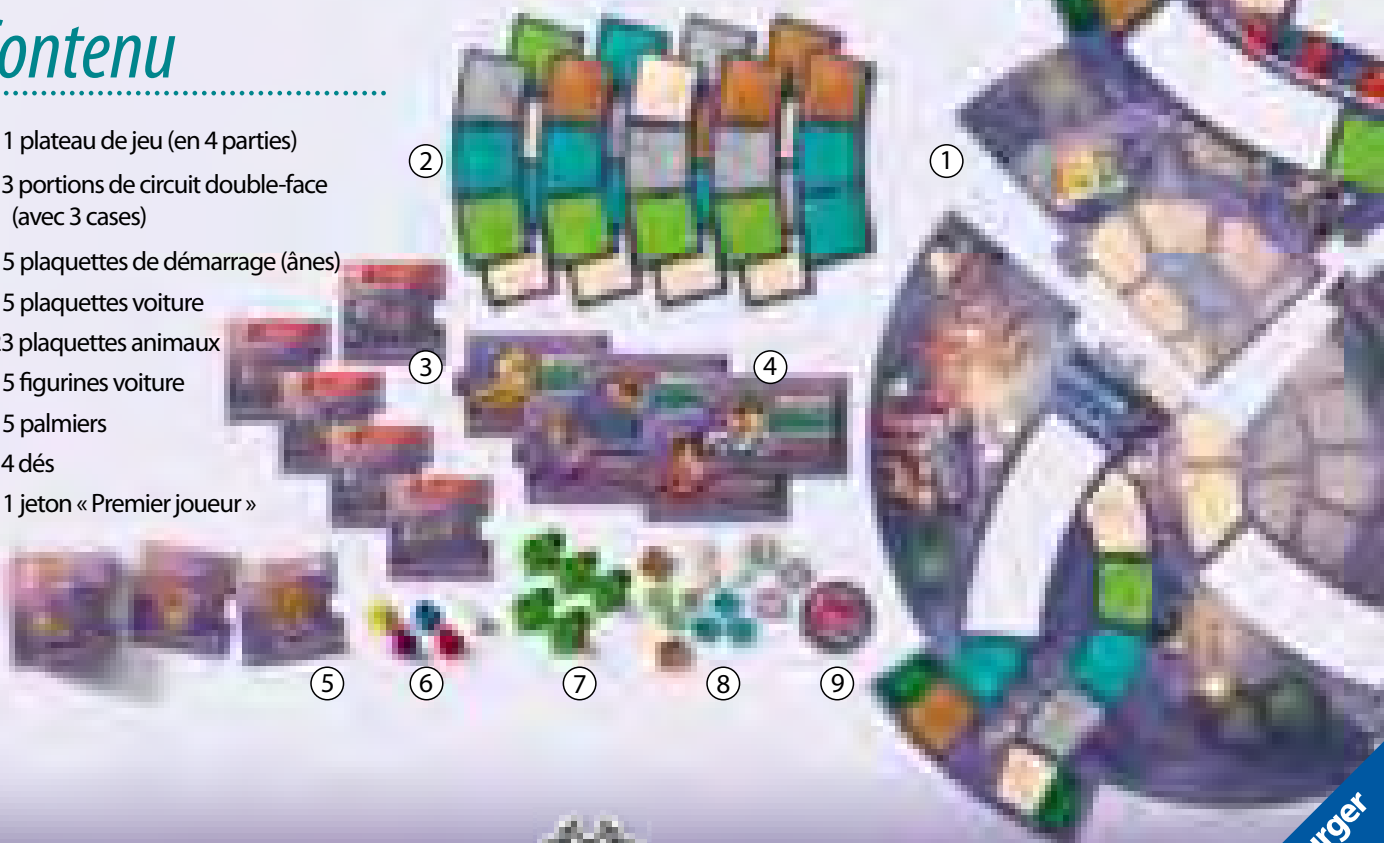 ontenu
1 plateau de jeu (en 4 parties)
3 portions de circuit double-face
(avec 3 cases)
5 plaquettes de démarrage (ânes)
5 plaquettes voiture
3 plaquettes animaux
5 figurines voiture
5 palmiers
4 dés
1 jeton « Premier joueur »
1
2
3
4
5
6
7
8
9
urger